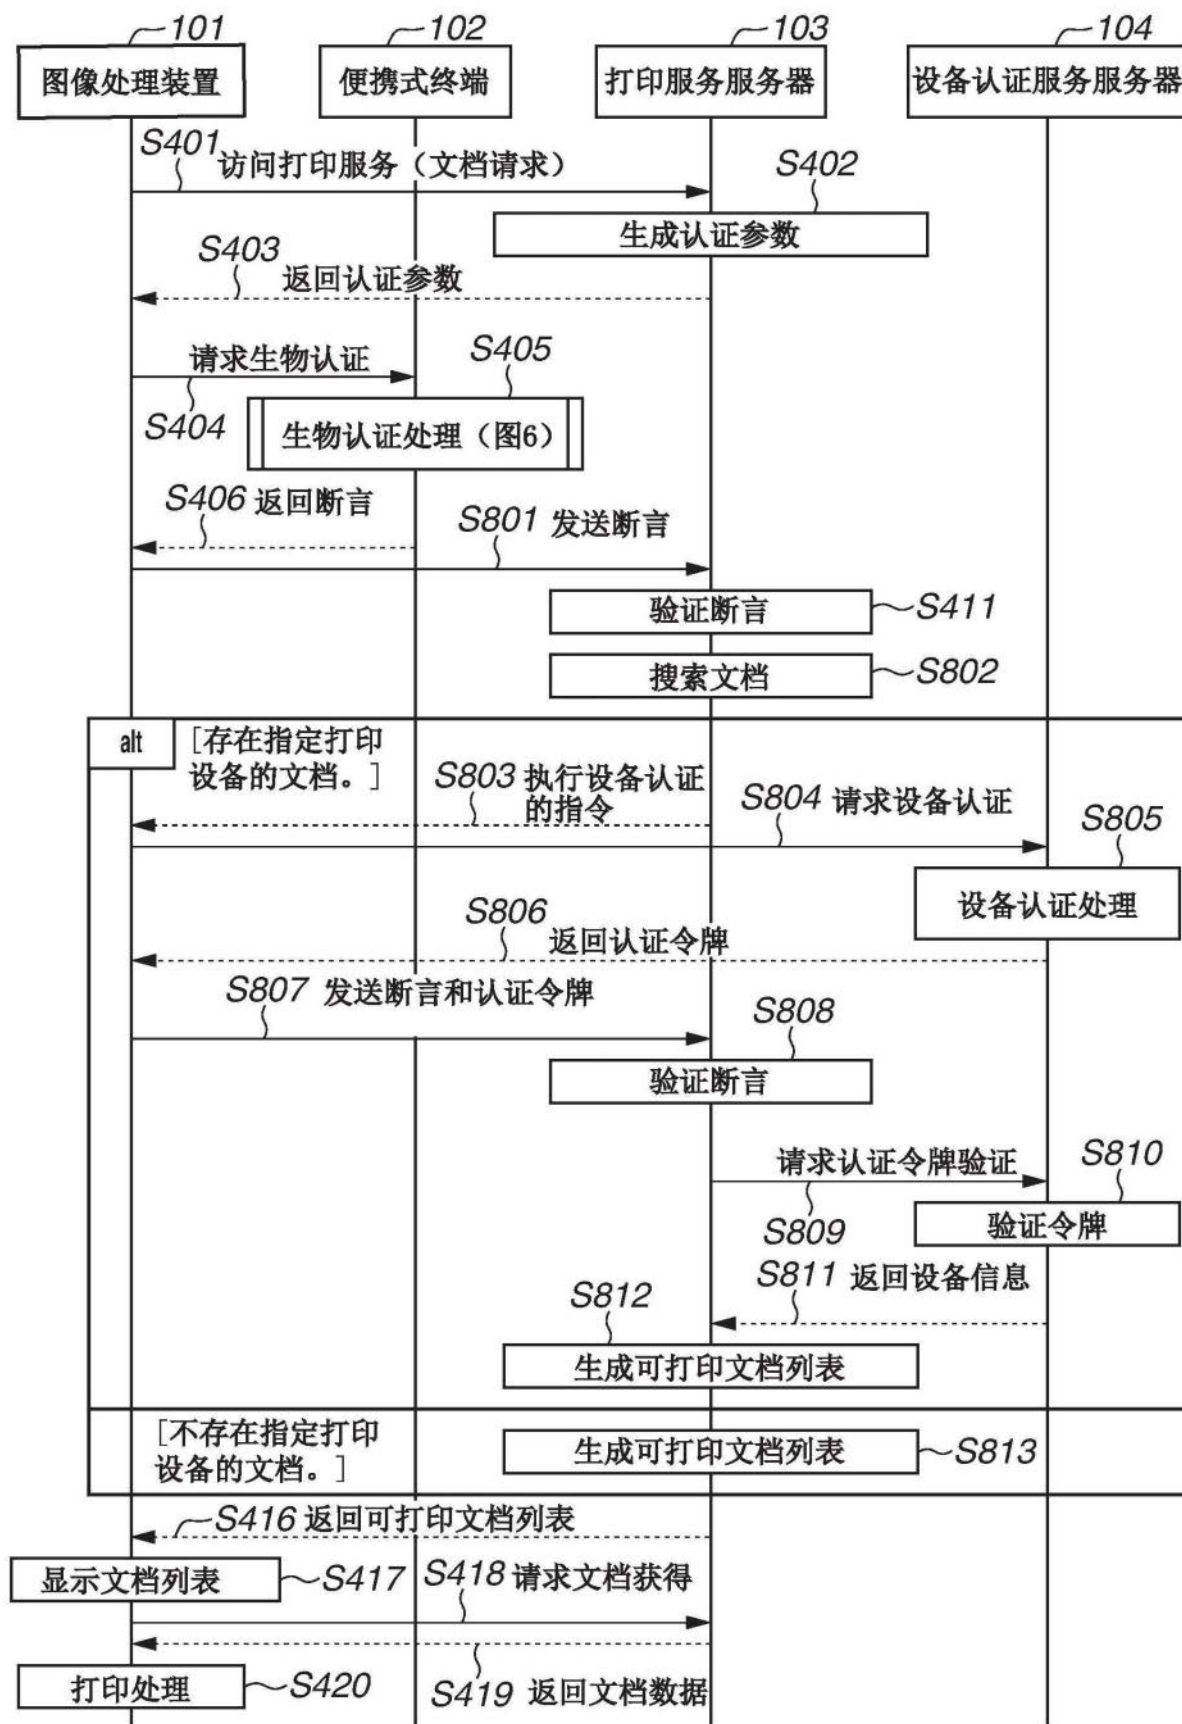 101
102
103
104
图像处理装置
便携式终端
打印服务服务器
设备认证服务服务器
S401
访问打印服务（文档请求）
S402
生成认证参数
S403
返回认证参数
请求生物认证
S404
S405
生物认证处理（图6）
S406 返回断言
S801 发送断言
验证断言
S411
搜索文档
S802
alt
[存在指定打印
设备的文档。]
S803 执行设备认证
的指令
S804 请求设备认证
S805
设备认证处理
S806
返回认证令牌
S807 发送断言和认证令牌
S808
验证断言
请求认证令牌验证
S809
S810
验证令牌
S811 返回设备信息
S812
生成可打印文档列表
[不存在指定打印
设备的文档。]
生成可打印文档列表
S813
S416 返回可打印文档列表
显示文档列表
S417
S418 请求文档获得
S419 返回文档数据
打印处理
S420